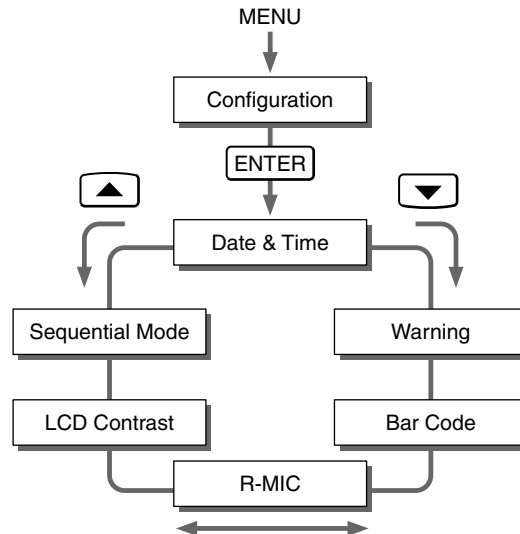 MENU
Configuration
ENTER
Date & Time
Sequential Mode
Warning
LCD Contrast
Bar Code
R-MIC